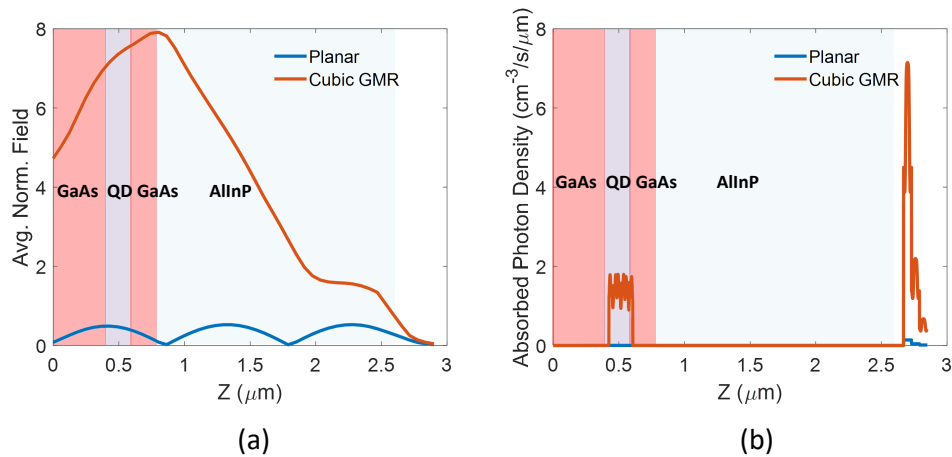 (a)
Avg. Norm. Field
8
6
4
2
0
Planar
Cubic GMR
GaAs QD GaAs AlInP
0 0.5 1 1.5 2 2.5 3
Z (μm)
(a)
(b)
Absorbed Photon Density (cm⁻³/s/μm)
8
6
4
2
0
Planar
Cubic GMR
GaAs QD GaAs AlInP
0 0.5 1 1.5 2 2.5 3
Z (μm)
(b)